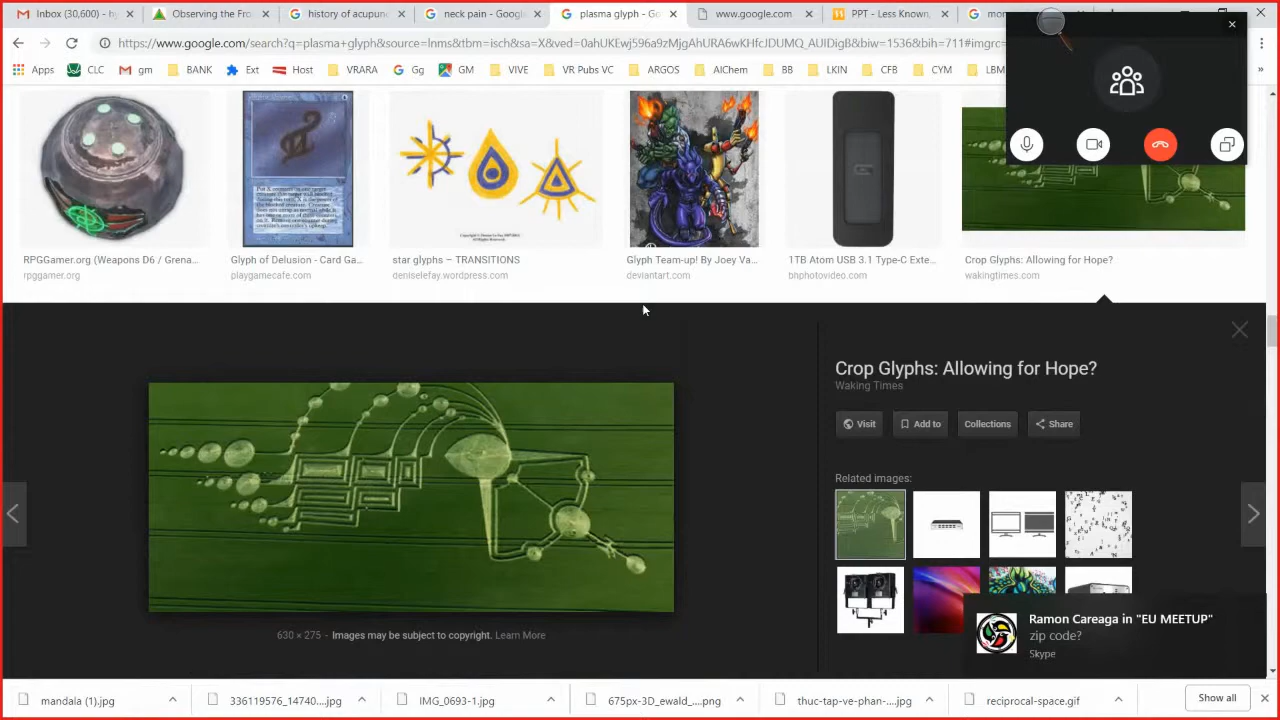 Inbox (30,600) - h
Observing the Fro
history of acupun
neck pain - Google
plasma glyph - Go
www.google.com
PPT - Less Known,
mor
https://www.google.com/search?q=plasma+glyph&source=lnms&tbm=isch&sa=X&ved=0ahUKEwj596a9zMjgAhURA6wKHfcJDUMQ_AUIDigB&biw=1536&bih=711#imgrc=
Apps CLC gm BANK Ext Host VRARA Gg GM VIVE VR Pubs VC ARGOS AIChem BB LKIN CFB CYM LBM »
RPGGamer.org (Weapons D6 / Grena...
rpggamer.org
Glyph of Delusion - Card Ga...
playgamecafe.com
star glyphs – TRANSITIONS
deniselefay.wordpress.com
Glyph Team-up! By Joey Va...
deviantart.com
1TB Atom USB 3.1 Type-C Exte...
bhphotovideo.com
Crop Glyphs: Allowing for Hope?
wakingtimes.com
Crop Glyphs: Allowing for Hope?
Waking Times
Visit Add to Collections Share
Related images:
630 × 275 - Images may be subject to copyright. Learn More
Ramon Careaga in "EU MEETUP"
zip code?
Skype
mandala (1).jpg
336119576_14740....jpg
IMG_0693-1.jpg
675px-3D_ewald_....png
thuc-tap-ve-phan-....jpg
reciprocal-space.gif
Show all